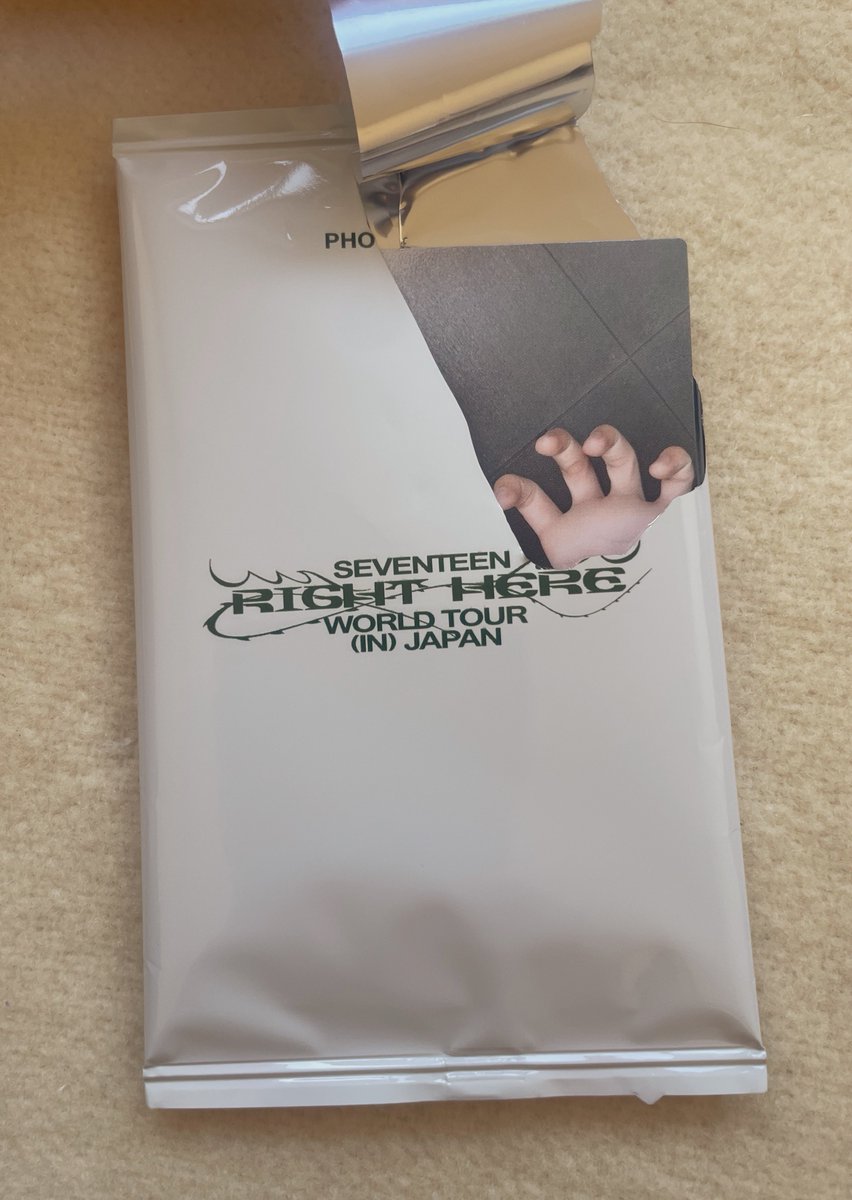 PHO
SEVENTEEN
RIGHT HERE
WORLD TOUR
(IN) JAPAN